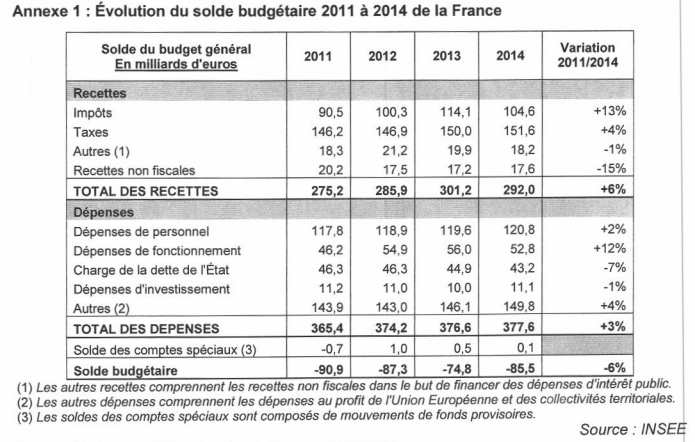 Annexe 1 : Évolution du solde budgétaire 2011 à 2014 de la France
Solde du budget général En milliards d'euros 2011 2012 2013 2014 Variation 2011/2014
Recettes
Impôts 90,5 100,3 114,1 104,6 +13%
Taxes 146,2 146,9 150,0 151,6 +4%
Autres (1) 18,3 21,2 19,9 18,2 -1%
Recettes non fiscales 20,2 17,5 17,2 17,6 -15%
TOTAL DES RECETTES 275,2 285,9 301,2 292,0 +6%
Dépenses
Dépenses de personnel 117,8 118,9 119,6 120,8 +2%
Dépenses de fonctionnement 46,2 54,9 56,0 52,8 +12%
Charge de la dette de l'État 46,3 46,3 44,9 43,2 -7%
Dépenses d'investissement 11,2 11,0 10,0 11,1 -1%
Autres (2) 143,9 143,0 146,1 149,8 +4%
TOTAL DES DEPENSES 365,4 374,2 376,6 377,6 +3%
Solde des comptes spéciaux (3) -0,7 1,0 0,5 0,1
Solde budgétaire -90,9 -87,3 -74,8 -85,5 -6%
(1) Les autres recettes comprennent les recettes non fiscales dans le but de financer des dépenses d'intérêt public.
(2) Les autres dépenses comprennent les dépenses au profit de l'Union Européenne et des collectivités territoriales.
(3) Les soldes des comptes spéciaux sont composés de mouvements de fonds provisoires.
Source : INSEE